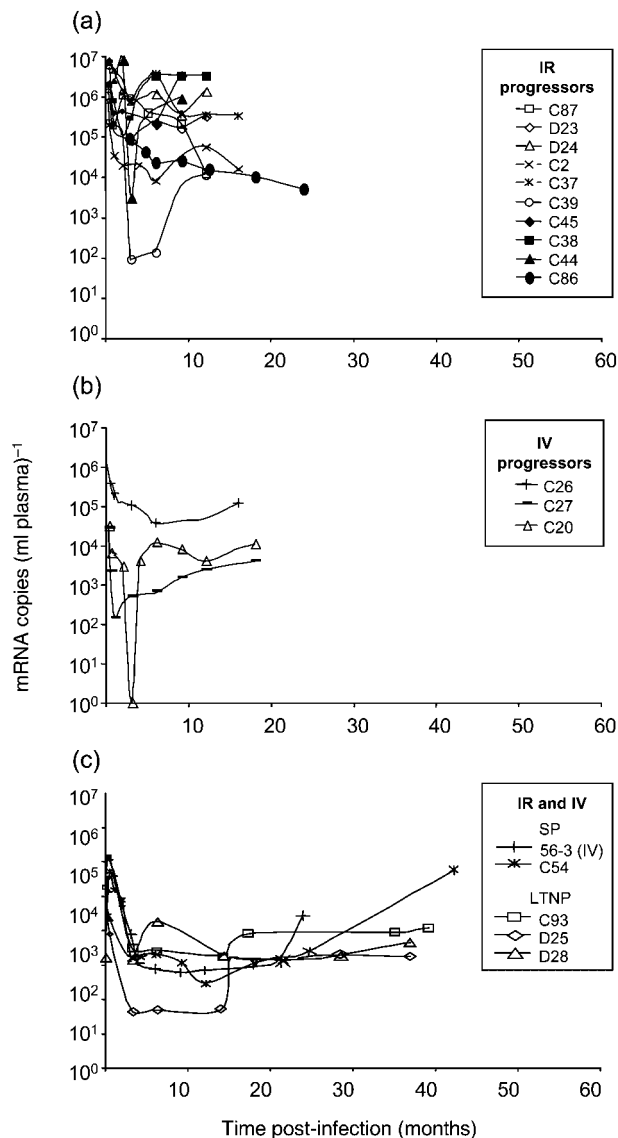 (a)
10⁷
10⁶
10⁵
10⁴
10³
10²
10¹
10⁰
10
20
30
40
50
60
IR
progressors
C87
D23
D24
C2
C37
C39
C45
C38
C44
C86
(b)
10⁷
10⁶
10⁵
10⁴
10³
10²
10¹
10⁰
10
20
30
40
50
60
IV
progressors
C26
C27
C20
mRNA copies (ml plasma)⁻¹
(c)
10⁷
10⁶
10⁵
10⁴
10³
10²
10¹
10⁰
10
20
30
40
50
60
IR and IV
SP
56-3 (IV)
C54
LTNP
C93
D25
D28
Time post-infection (months)